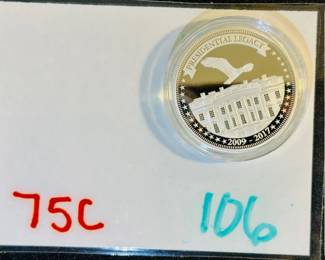 PRESIDENTIAL LEGACY
2009 - 2017
75C 106